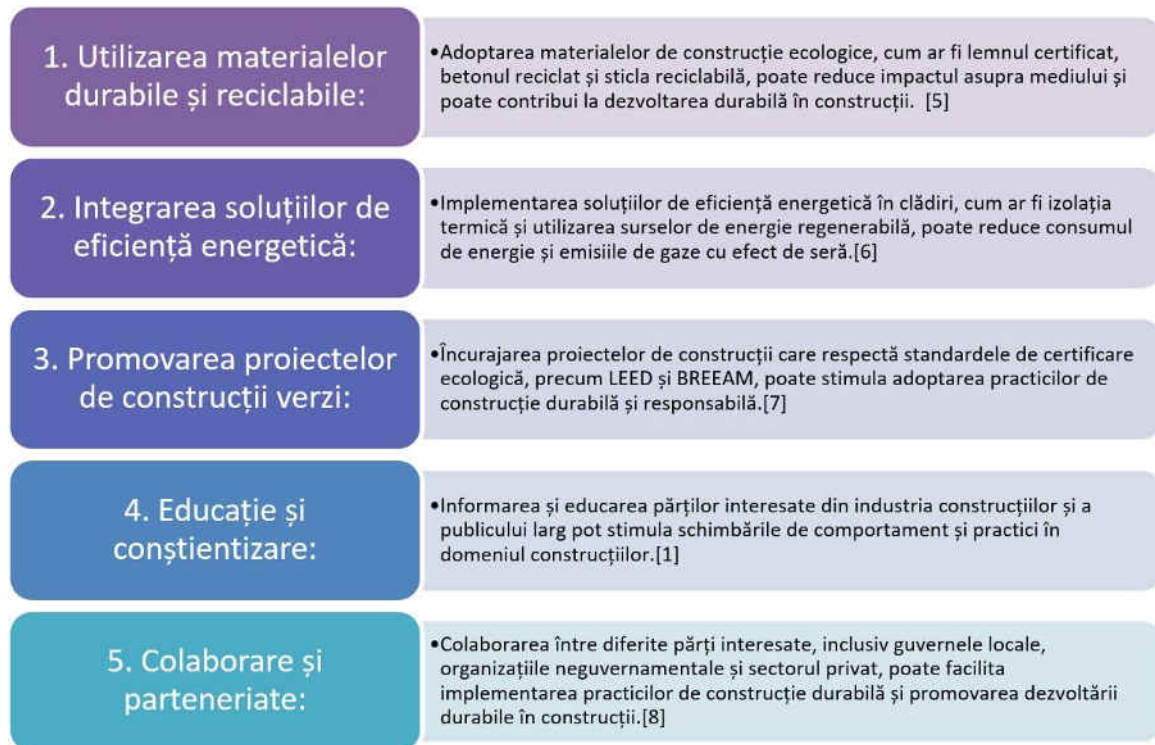 1. Utilizarea materialelor
durabile și reciclabile:
•Adoptarea materialelor de construcție ecologice, cum ar fi lemnul certificat,
betonul reciclat și sticla reciclabilă, poate reduce impactul asupra mediului și
poate contribui la dezvoltarea durabilă în construcții. [5]
2. Integrarea soluțiilor de
eficiență energetică:
•Implementarea soluțiilor de eficiență energetică în clădiri, cum ar fi izolația
termică și utilizarea surselor de energie regenerabilă, poate reduce consumul
de energie și emisiile de gaze cu efect de seră.[6]
3. Promovarea proiectelor
de construcții verzi:
•Încurajarea proiectelor de construcții care respectă standardele de certificare
ecologică, precum LEED și BREEAM, poate stimula adoptarea practicilor de
construcție durabilă și responsabilă.[7]
4. Educație și
conștientizare:
•Informarea și educarea părților interesate din industria construcțiilor și a
publicului larg pot stimula schimbările de comportament și practici în
domeniul construcțiilor.[1]
5. Colaborare și
parteneriate:
•Colaborarea între diferite părți interesate, inclusiv guvernele locale,
organizațiile neguvernamentale și sectorul privat, poate facilita
implementarea practicilor de construcție durabilă și promovarea dezvoltării
durabile în construcții.[8]